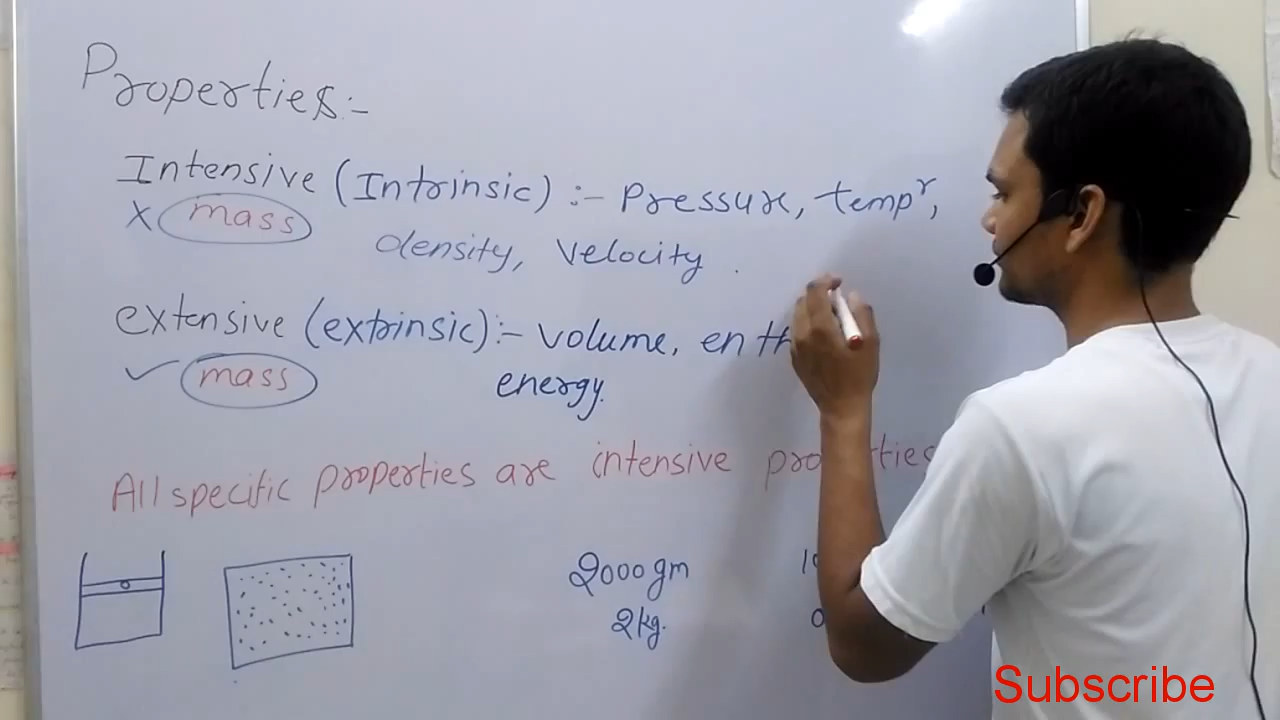 Properties:-
Intensive (Intrinsic) :- Pressure, tempr,
X mass density, velocity .
extensive (extrinsic):- volume,
✓ mass energy.
All specific properties are intensive
2000gm
2kg.
Subscribe